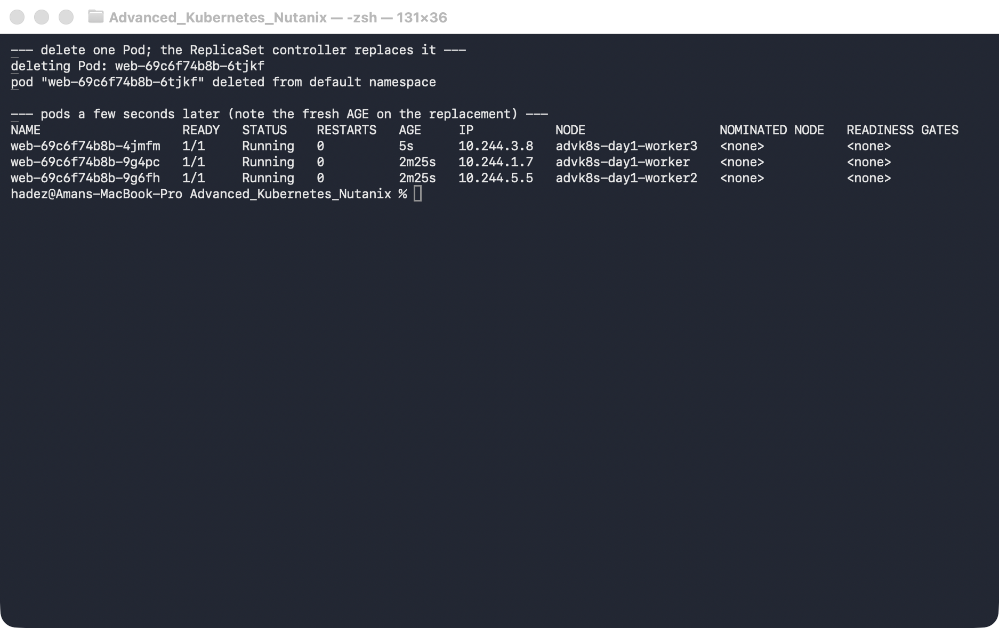 Advanced_Kubernetes_Nutanix — -zsh — 131×36
--- delete one Pod; the ReplicaSet controller replaces it ---
deleting Pod: web-69c6f74b8b-6tjkf
pod "web-69c6f74b8b-6tjkf" deleted from default namespace
--- pods a few seconds later (note the fresh AGE on the replacement) ---
NAME                   READY   STATUS    RESTARTS   AGE     IP           NODE                  NOMINATED NODE   READINESS GATES
web-69c6f74b8b-4jmfm   1/1     Running   0          5s      10.244.3.8   advk8s-day1-worker3   <none>           <none>
web-69c6f74b8b-9g4pc   1/1     Running   0          2m25s   10.244.1.7   advk8s-day1-worker    <none>           <none>
web-69c6f74b8b-9g6fh   1/1     Running   0          2m25s   10.244.5.5   advk8s-day1-worker2   <none>           <none>
hadez@Amans-MacBook-Pro Advanced_Kubernetes_Nutanix %